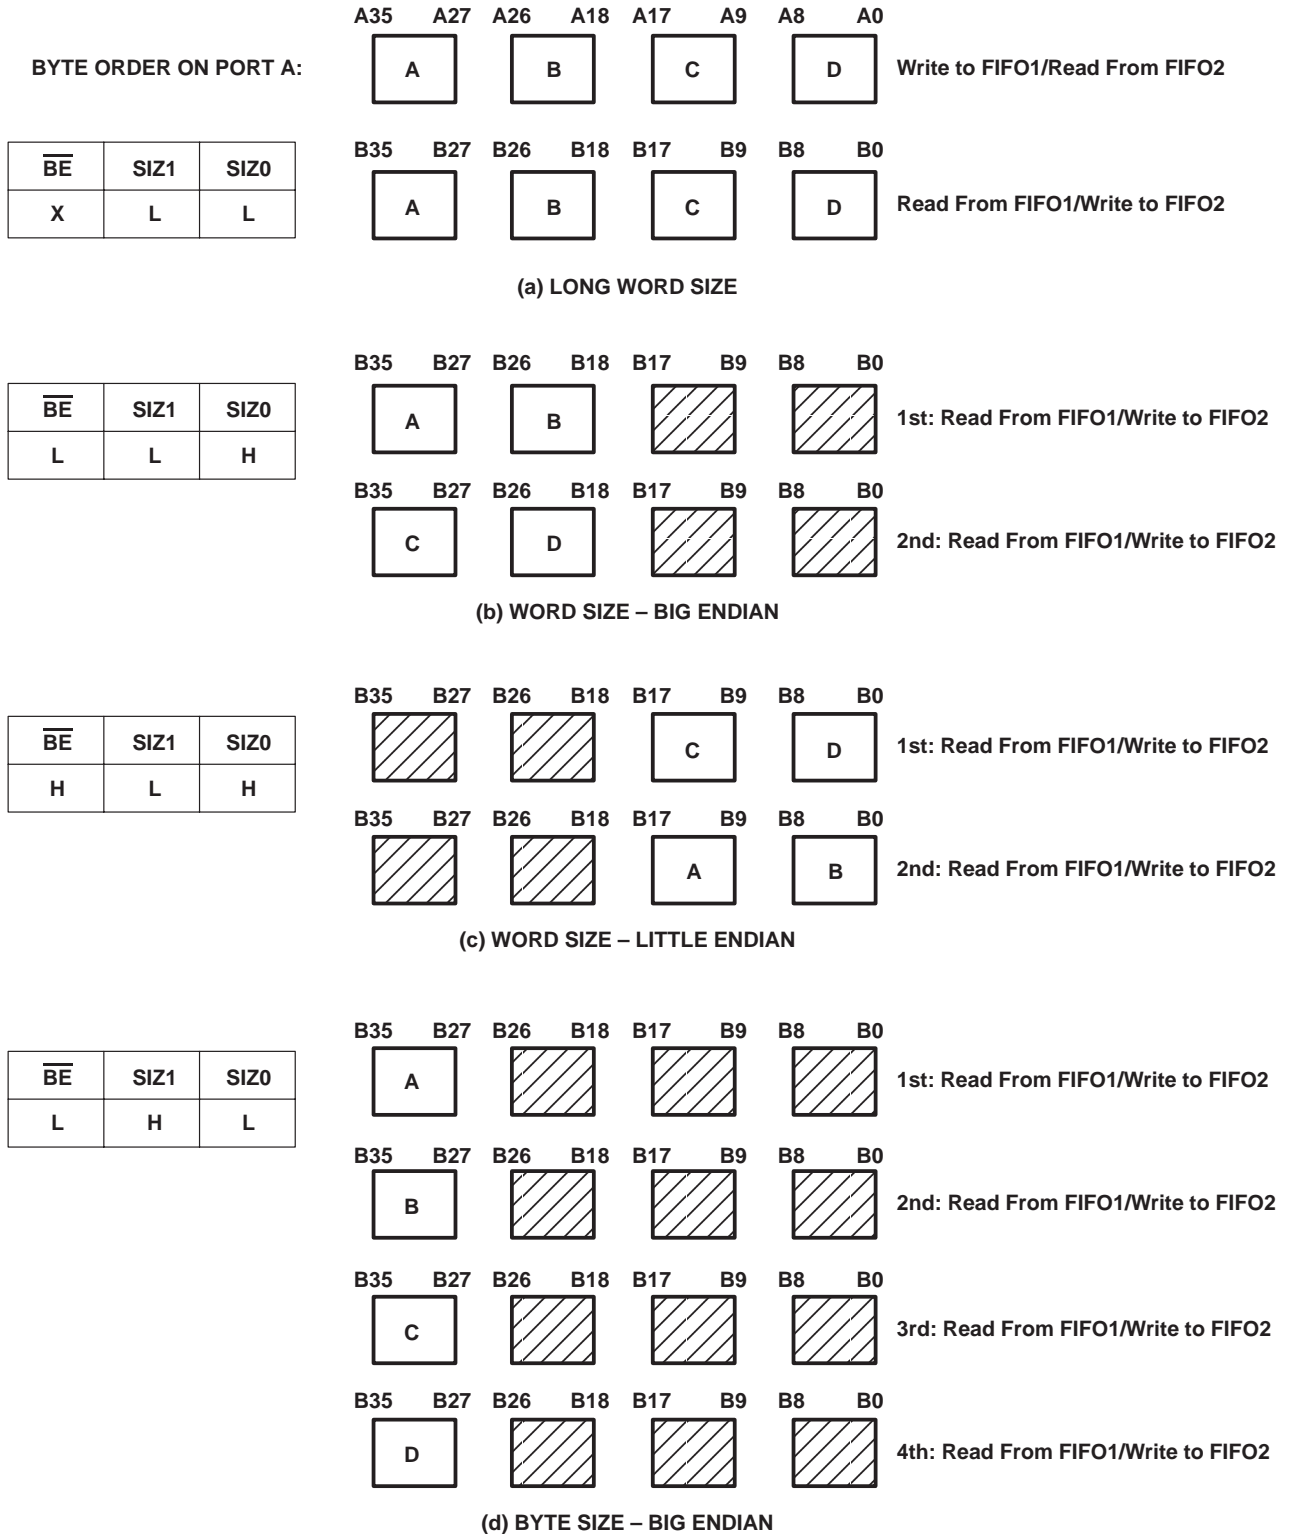 A35 A27 A26 A18 A17 A9 A8 A0
BYTE ORDER ON PORT A: A B C D Write to FIFO1/Read From FIFO2
B35 B27 B26 B18 B17 B9 B8 B0
BE SIZ1 SIZ0
X L L A B C D Read From FIFO1/Write to FIFO2
(a) LONG WORD SIZE
B35 B27 B26 B18 B17 B9 B8 B0
BE SIZ1 SIZ0 A B 1st: Read From FIFO1/Write to FIFO2
L L H
B35 B27 B26 B18 B17 B9 B8 B0
C D 2nd: Read From FIFO1/Write to FIFO2
(b) WORD SIZE – BIG ENDIAN
B35 B27 B26 B18 B17 B9 B8 B0
BE SIZ1 SIZ0 C D 1st: Read From FIFO1/Write to FIFO2
H L H
B35 B27 B26 B18 B17 B9 B8 B0
A B 2nd: Read From FIFO1/Write to FIFO2
(c) WORD SIZE – LITTLE ENDIAN
B35 B27 B26 B18 B17 B9 B8 B0
BE SIZ1 SIZ0 A 1st: Read From FIFO1/Write to FIFO2
L H L
B35 B27 B26 B18 B17 B9 B8 B0
B 2nd: Read From FIFO1/Write to FIFO2
B35 B27 B26 B18 B17 B9 B8 B0
C 3rd: Read From FIFO1/Write to FIFO2
B35 B27 B26 B18 B17 B9 B8 B0
D 4th: Read From FIFO1/Write to FIFO2
(d) BYTE SIZE – BIG ENDIAN